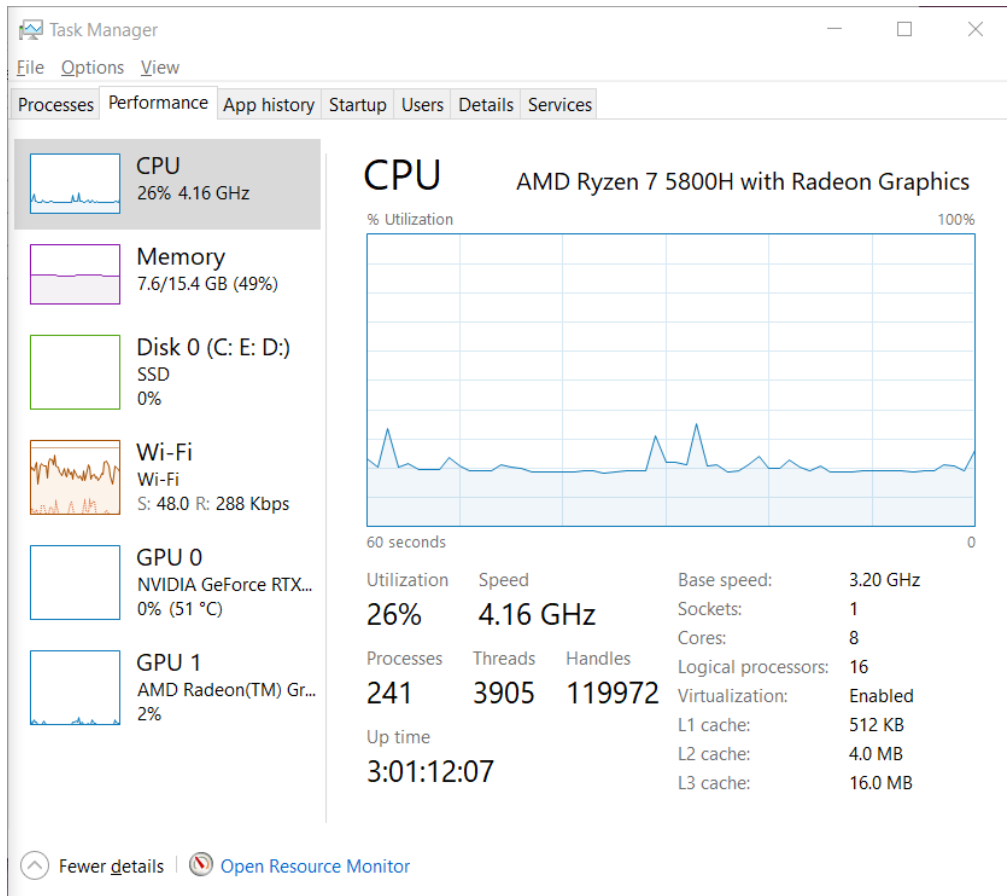 Task Manager
File Options View
Processes Performance App history Startup Users Details Services
CPU
26% 4.16 GHz
Memory
7.6/15.4 GB (49%)
Disk 0 (C: E: D:)
SSD
0%
Wi-Fi
Wi-Fi
S: 48.0 R: 288 Kbps
GPU 0
NVIDIA GeForce RTX...
0% (51 °C)
GPU 1
AMD Radeon(TM) Gr...
2%
CPU AMD Ryzen 7 5800H with Radeon Graphics
% Utilization 100%
60 seconds 0
Utilization Speed
26% 4.16 GHz
Processes Threads Handles
241 3905 119972
Up time
3:01:12:07
Base speed: 3.20 GHz
Sockets: 1
Cores: 8
Logical processors: 16
Virtualization: Enabled
L1 cache: 512 KB
L2 cache: 4.0 MB
L3 cache: 16.0 MB
Fewer details Open Resource Monitor